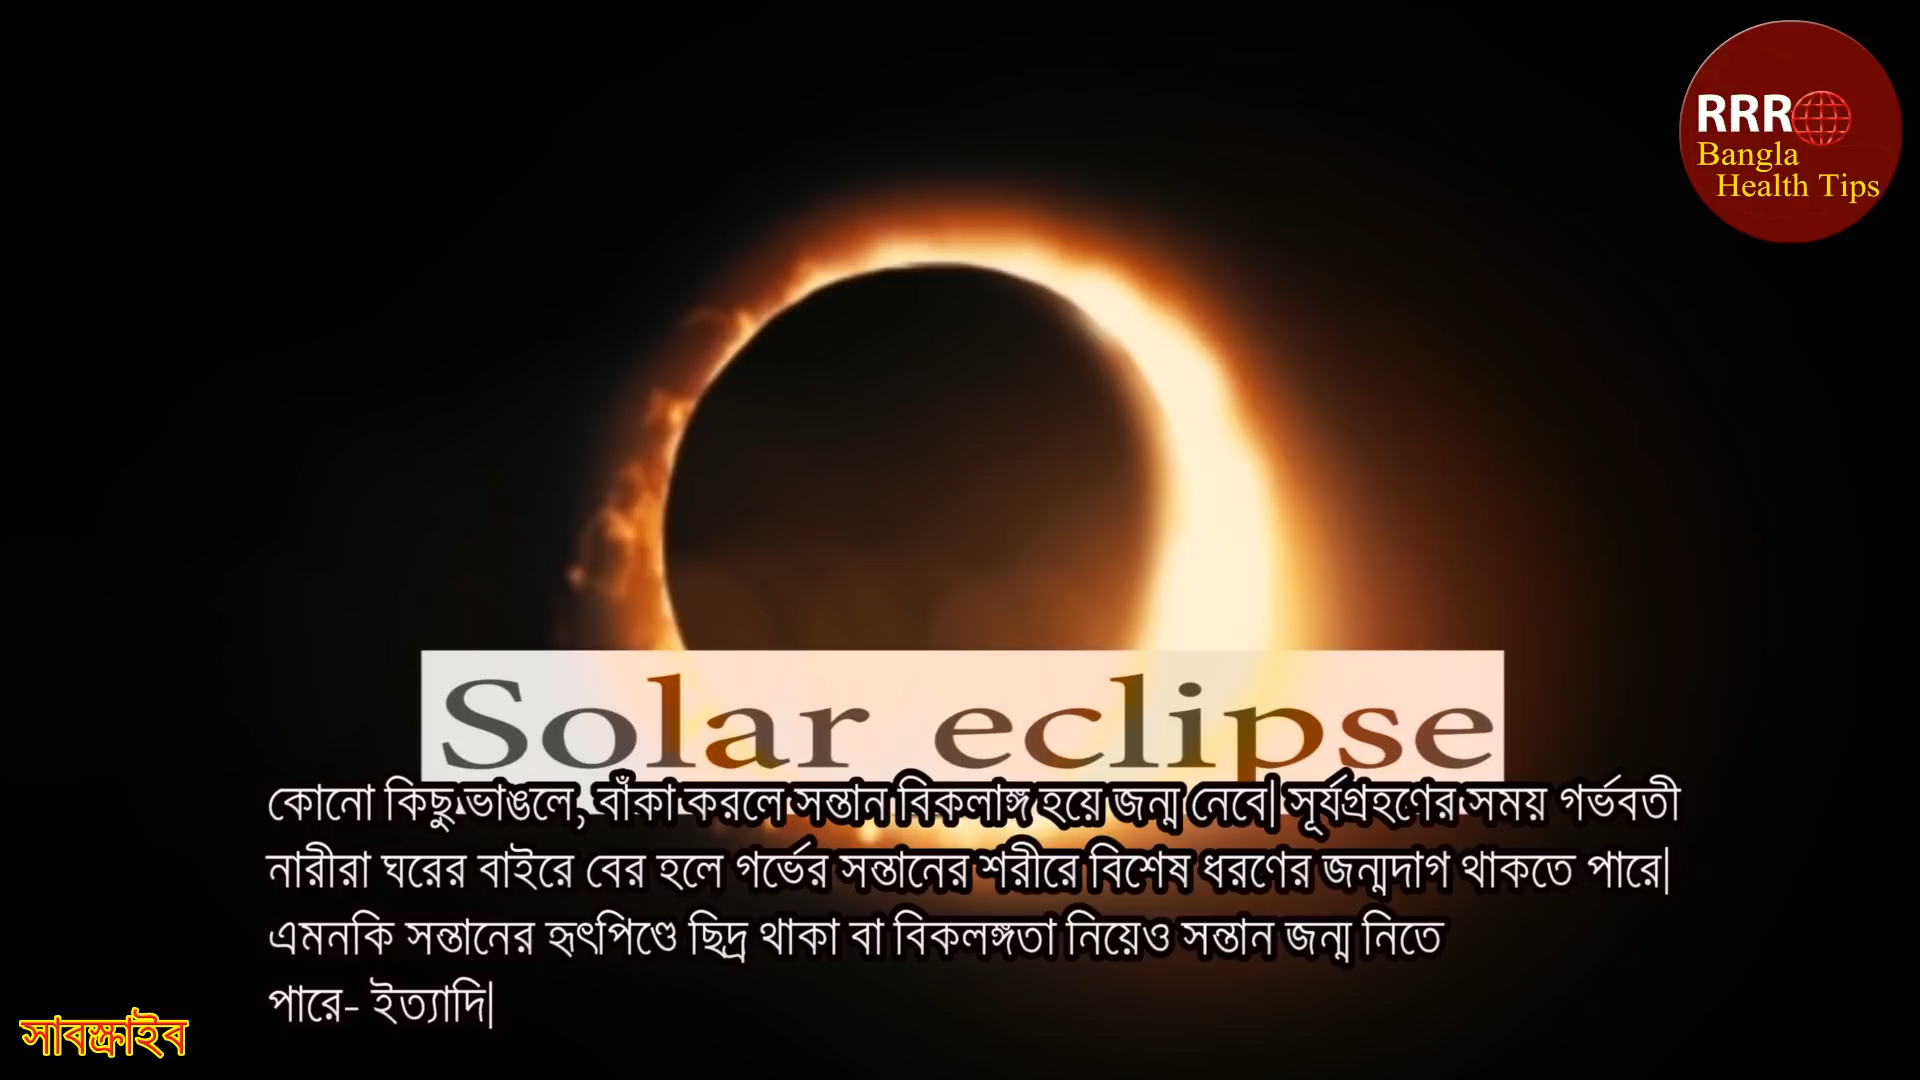 RRR
Bangla
Health Tips
Solar eclipse
কোনো কিছু ভাঙলে, বাঁকা করলে সন্তান বিকলাঙ্গ হয়ে জন্ম নেবে| সূর্যগ্রহণের সময় গর্ভবতী
নারীরা ঘরের বাইরে বের হলে গর্ভের সন্তানের শরীরে বিশেষ ধরণের জন্মদাগ থাকতে পারে|
এমনকি সন্তানের হৃৎপিণ্ডে ছিদ্র থাকা বা বিকলঙ্গতা নিয়েও সন্তান জন্ম নিতে
পারে- ইত্যাদি|
সাবস্ক্রাইব